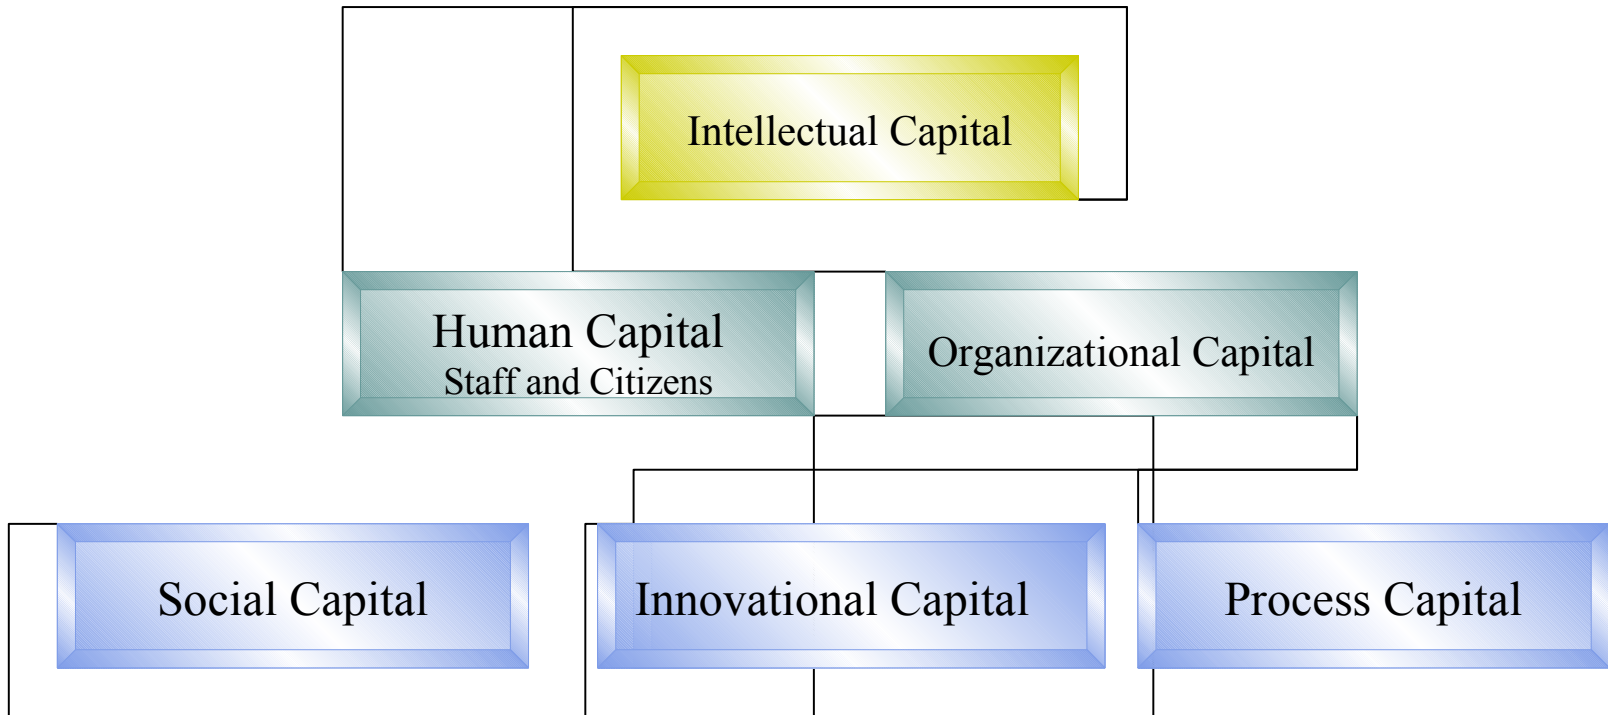 Intellectual Capital
Human Capital
Staff and Citizens
Organizational Capital
Social Capital
Innovational Capital
Process Capital